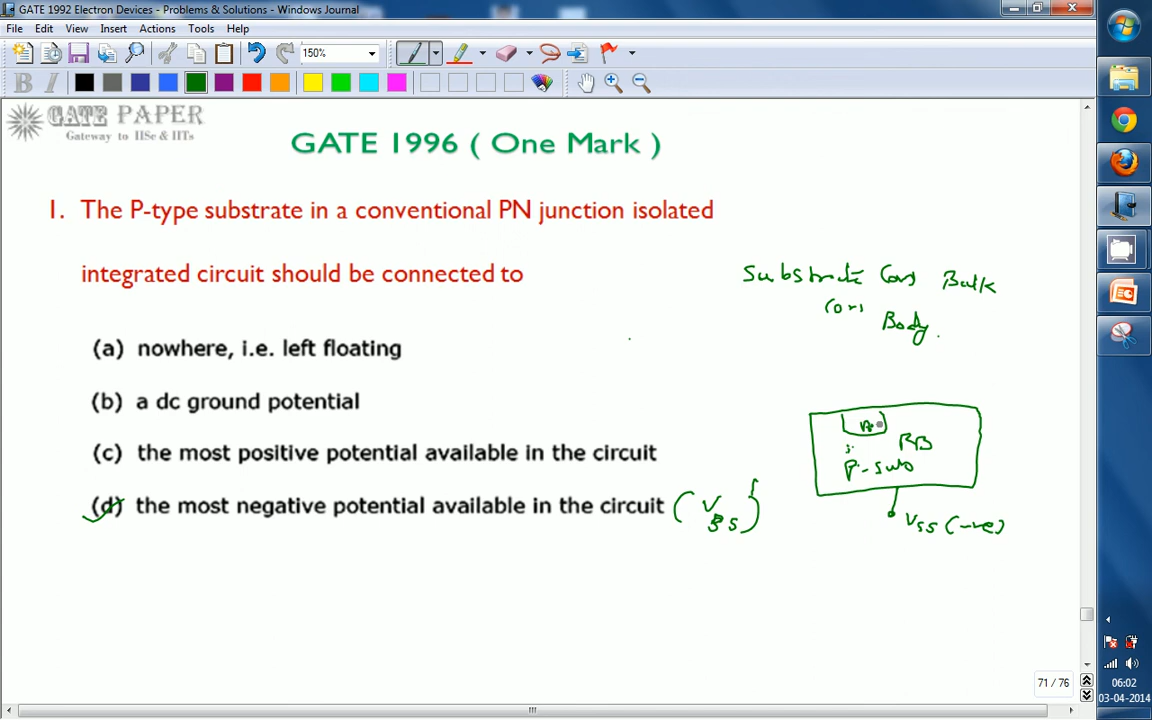 GATE 1992 Electron Devices - Problems & Solutions - Windows Journal
File Edit View Insert Actions Tools Help
150%
B I
GATE PAPER
Gateway to IISc & IITs
GATE 1996 ( One Mark )
1. The P-type substrate in a conventional PN junction isolated
integrated circuit should be connected to
Substrate Bulk
Body.
(a) nowhere, i.e. left floating
(b) a dc ground potential
(c) the most positive potential available in the circuit
(d) the most negative potential available in the circuit (VSS)
RB
P-sub
VSS (-ve)
71 / 76
06:02
03-04-2014